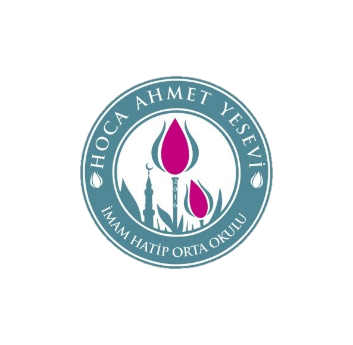 HOCA AHMET YESEVİ
İMAM HATİP ORTA OKULU